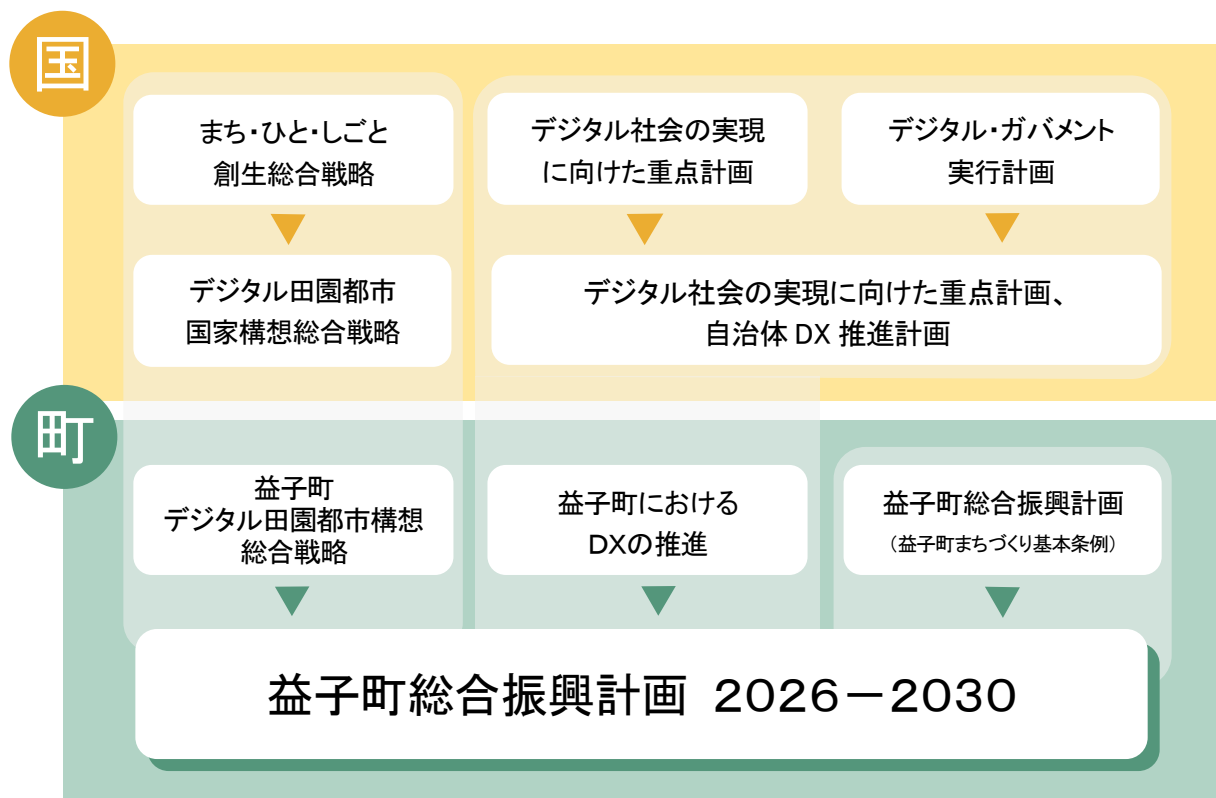 国
まち・ひと・しごと
創生総合戦略
デジタル社会の実現
に向けた重点計画
デジタル・ガバメント
実行計画
デジタル田園都市
国家構想総合戦略
デジタル社会の実現に向けた重点計画、
自治体 DX 推進計画
町
益子町
デジタル田園都市構想
総合戦略
益子町における
DXの推進
益子町総合振興計画
（益子町まちづくり基本条例）
益子町総合振興計画 2026－2030